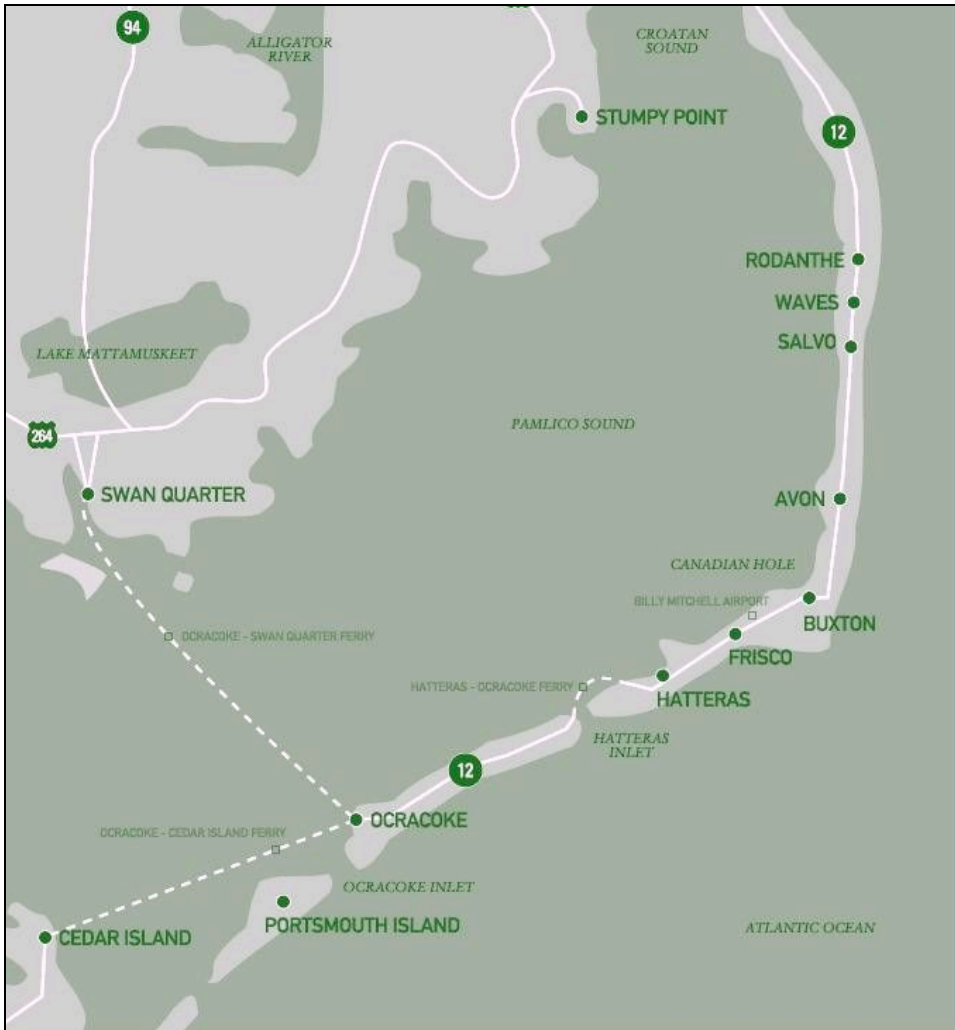 94
ALLIGATOR
RIVER
CROATAN
SOUND
STUMPY POINT
12
RODANTHE
WAVES
SALVO
LAKE MATTAMUSKEET
PAMLICO SOUND
264
SWAN QUARTER
AVON
CANADIAN HOLE
BILLY MITCHELL AIRPORT
BUXTON
OCRACOKE - SWAN QUARTER FERRY
FRISCO
HATTERAS - OCRACOKE FERRY
HATTERAS
HATTERAS
INLET
12
OCRACOKE
OCRACOKE - CEDAR ISLAND FERRY
OCRACOKE INLET
PORTSMOUTH ISLAND
ATLANTIC OCEAN
CEDAR ISLAND